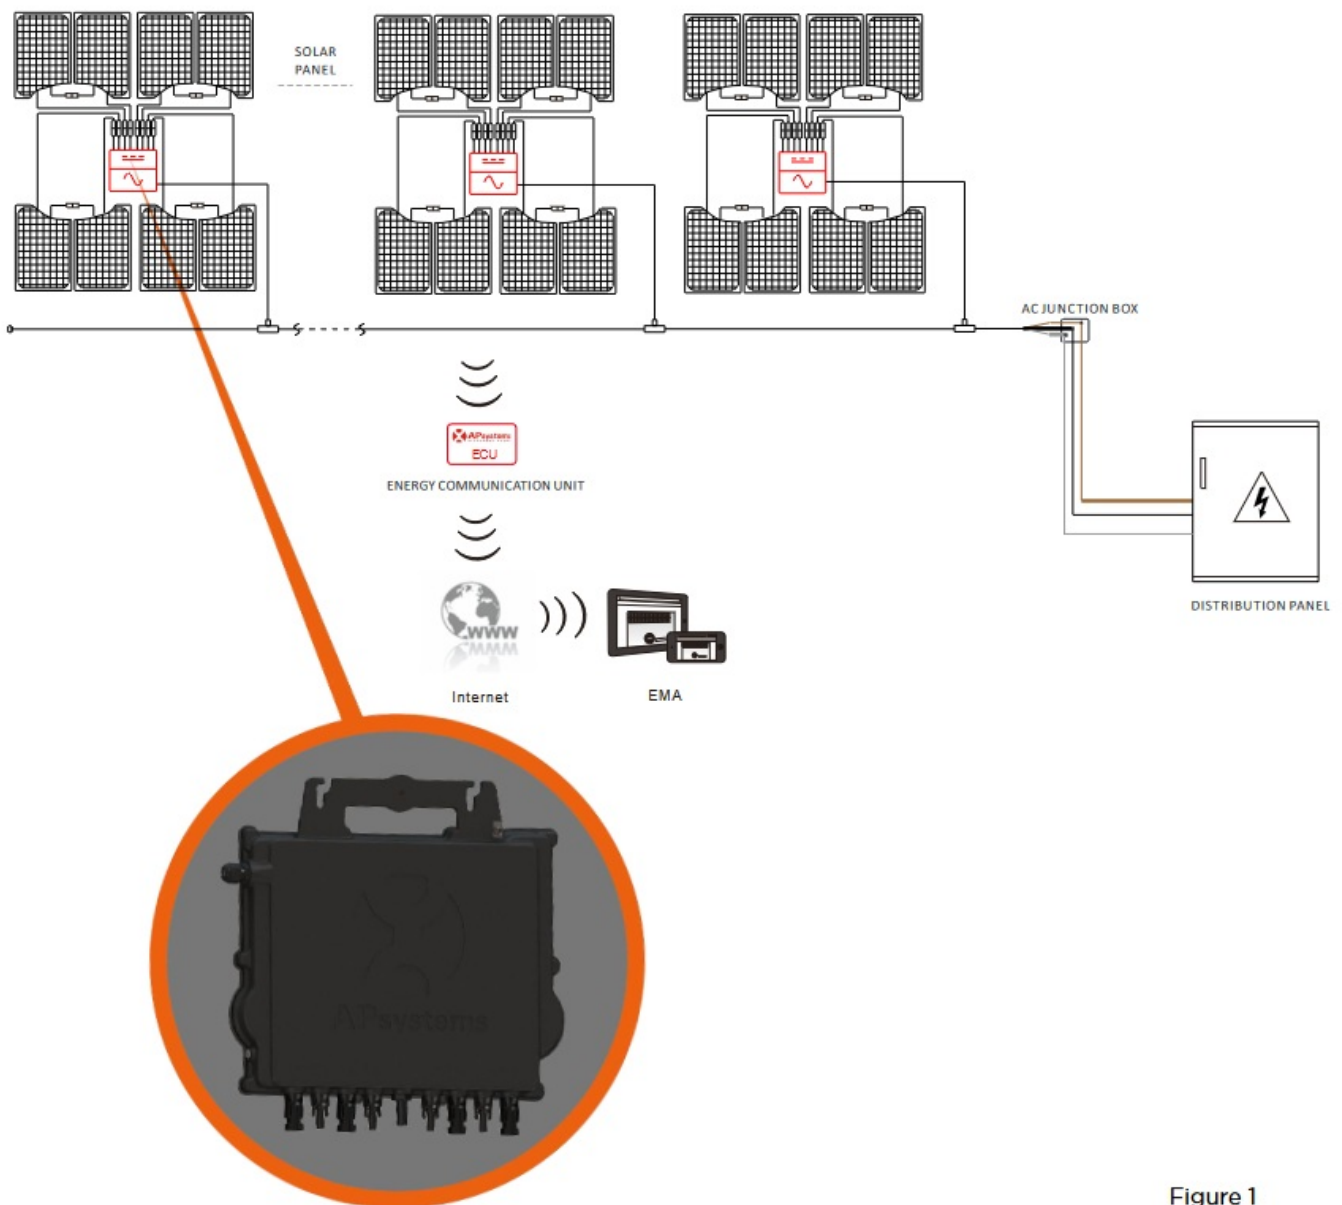 SOLAR
PANEL
AC JUNCTION BOX
APsystems
ECU
ENERGY COMMUNICATION UNIT
WWW
DISTRIBUTION PANEL
Internet
EMA
APsystems
Figure 1